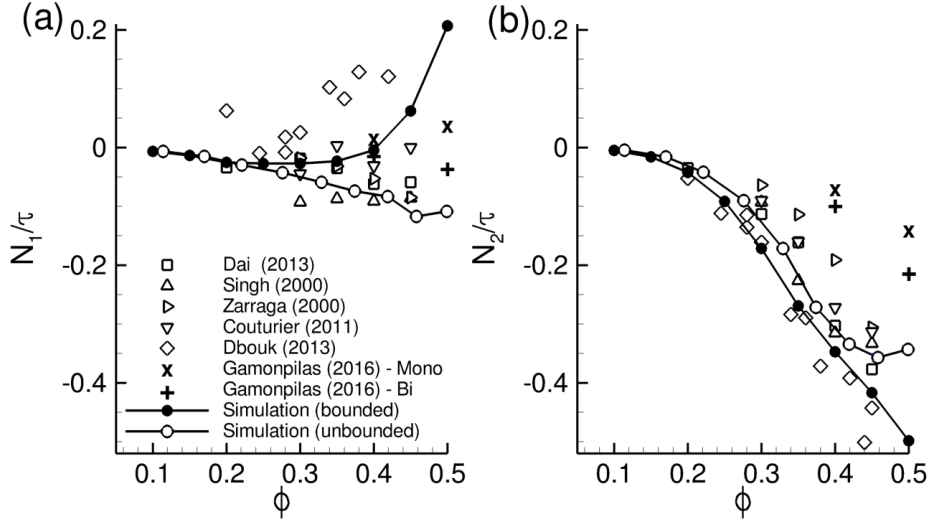 (a)
(b)
0.2
0
-0.2
-0.4
N1/τ
Dai (2013)
Singh (2000)
Zarraga (2000)
Couturier (2011)
Dbouk (2013)
Gamonpilas (2016) - Mono
Gamonpilas (2016) - Bi
Simulation (bounded)
Simulation (unbounded)
0.1 0.2 0.3 0.4 0.5
ϕ
0.2
0
-0.2
-0.4
N2/τ
0.1 0.2 0.3 0.4 0.5
ϕ